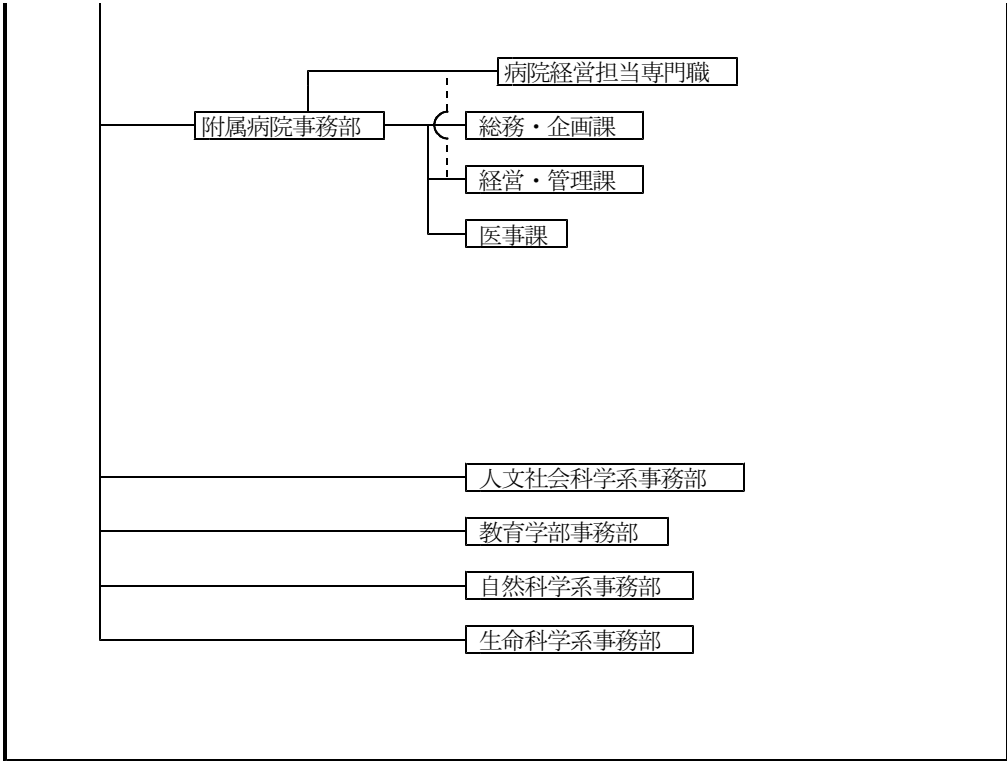 病院経営担当専門職
附属病院事務部
総務・企画課
経営・管理課
医事課
人文社会科学系事務部
教育学部事務部
自然科学系事務部
生命科学系事務部